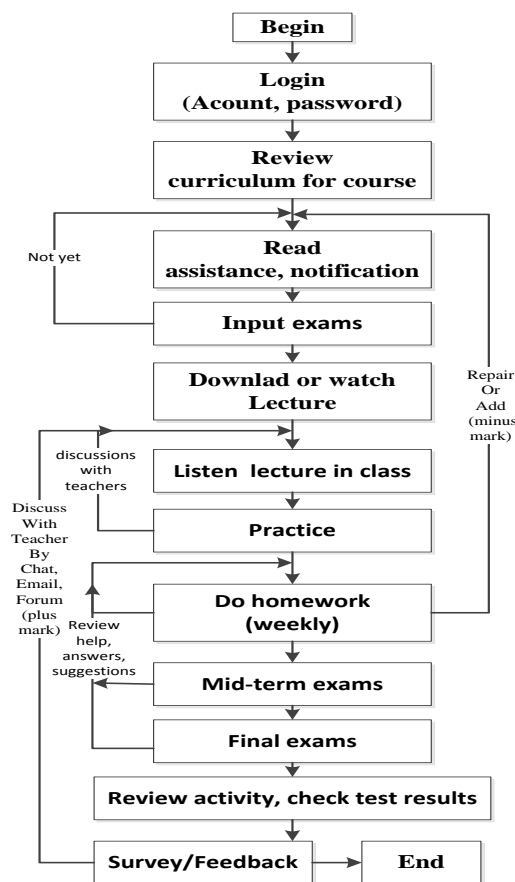 Begin
Login
(Acount, password)
Review
curriculum for course
Not yet
Read
assistance, notification
Input exams
Downlad or watch
Lecture
Repair
Or
Add
(minus
mark)
discussions
with
teachers
Listen lecture in class
Practice
Discuss
With
Teacher
By
Chat,
Email,
Forum
(plus
mark)
Do homework
(weekly)
Review
help,
answers,
suggestions
Mid-term exams
Final exams
Review activity, check test results
Survey/Feedback
End